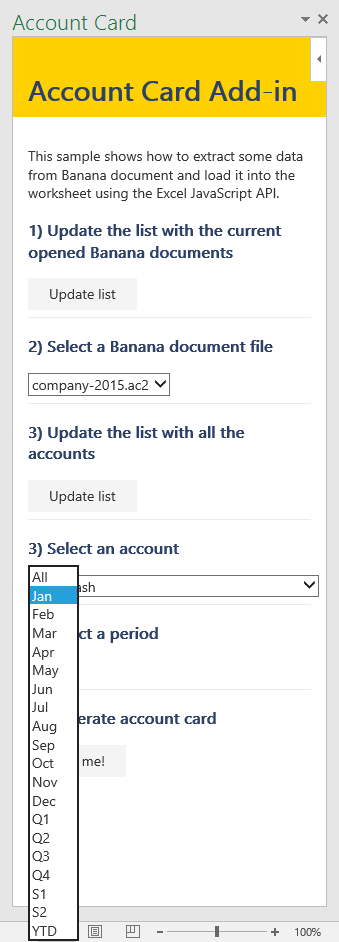 Account Card
Account Card Add-in
This sample shows how to extract some data
from Banana document and load it into the
worksheet using the Excel JavaScript API.
1) Update the list with the current
opened Banana documents
Update list
2) Select a Banana document file
company-2015.ac2
3) Update the list with all the
accounts
Update list
3) Select an account
All
Jan
Feb
Mar
Apr
May
Jun
Jul
Aug
Sep
Oct
Nov
Dec
Q1
Q2
Q3
Q4
S1
S2
YTD
ash
ct a period
erate account card
me!
100%